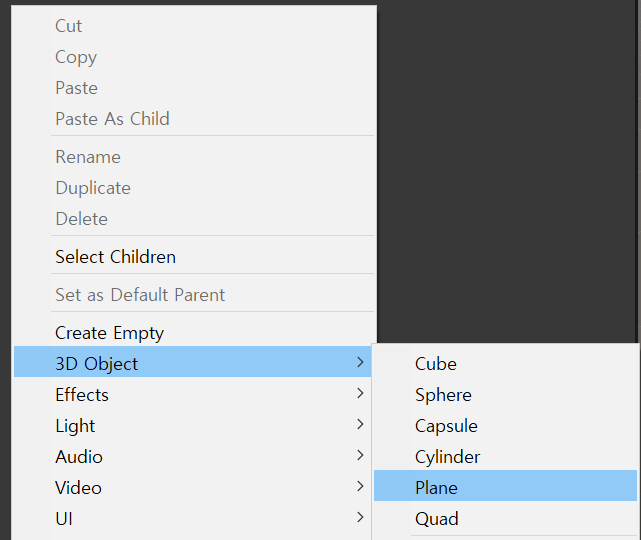 Cut
Copy
Paste
Paste As Child
Rename
Duplicate
Delete
Select Children
Set as Default Parent
Create Empty
3D Object
Effects
Light
Audio
Video
UI
Cube
Sphere
Capsule
Cylinder
Plane
Quad